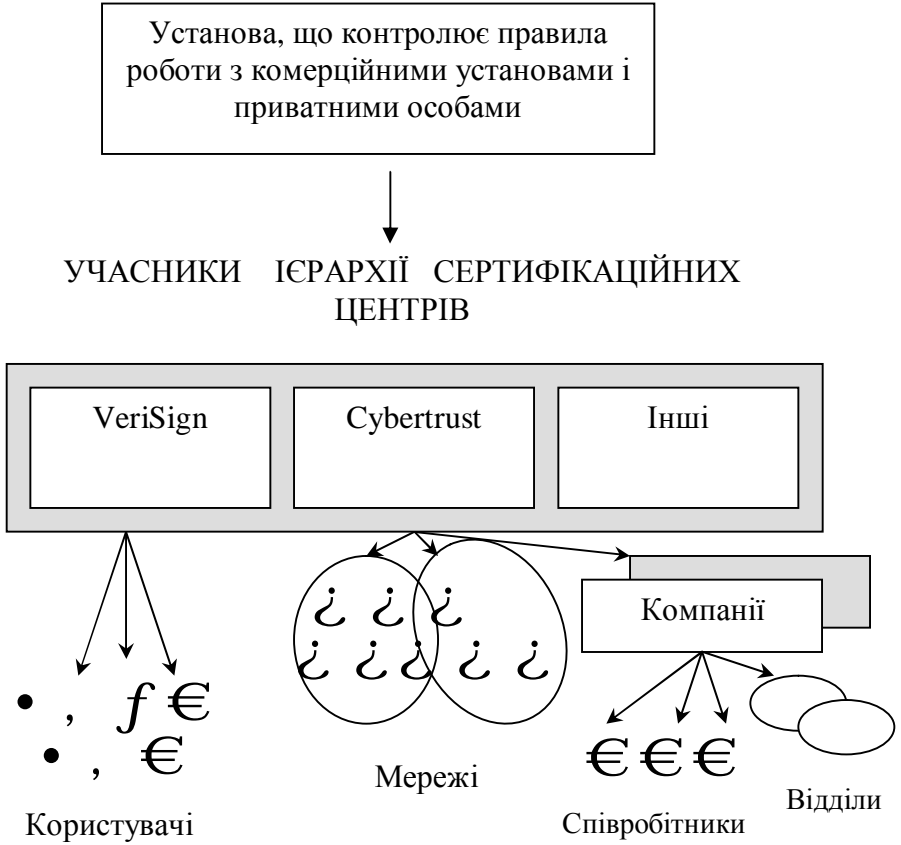 Установа, що контролює правила
роботи з комерційними установами і
приватними особами
УЧАСНИКИ ІЄРАРХІЇ СЕРТИФІКАЦІЙНИХ
ЦЕНТРІВ
VeriSign
Cybertrust
Інші
Компанії
¿ ¿ ¿
¿ ¿ ¿ ¿ ¿
• , ƒ €
• , €
€ € €
Мережі
Відділи
Користувачі
Співробітники